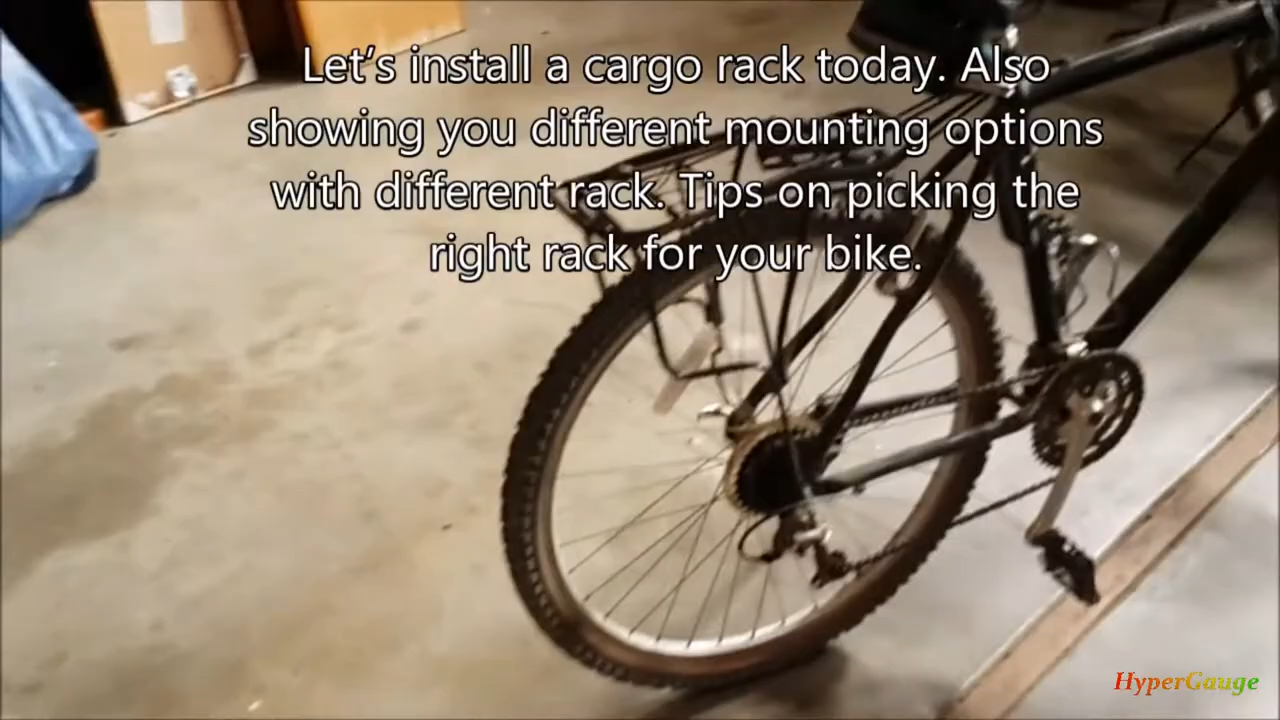 Let's install a cargo rack today. Also
showing you different mounting options
with different rack. Tips on picking the
right rack for your bike.
HyperGauge